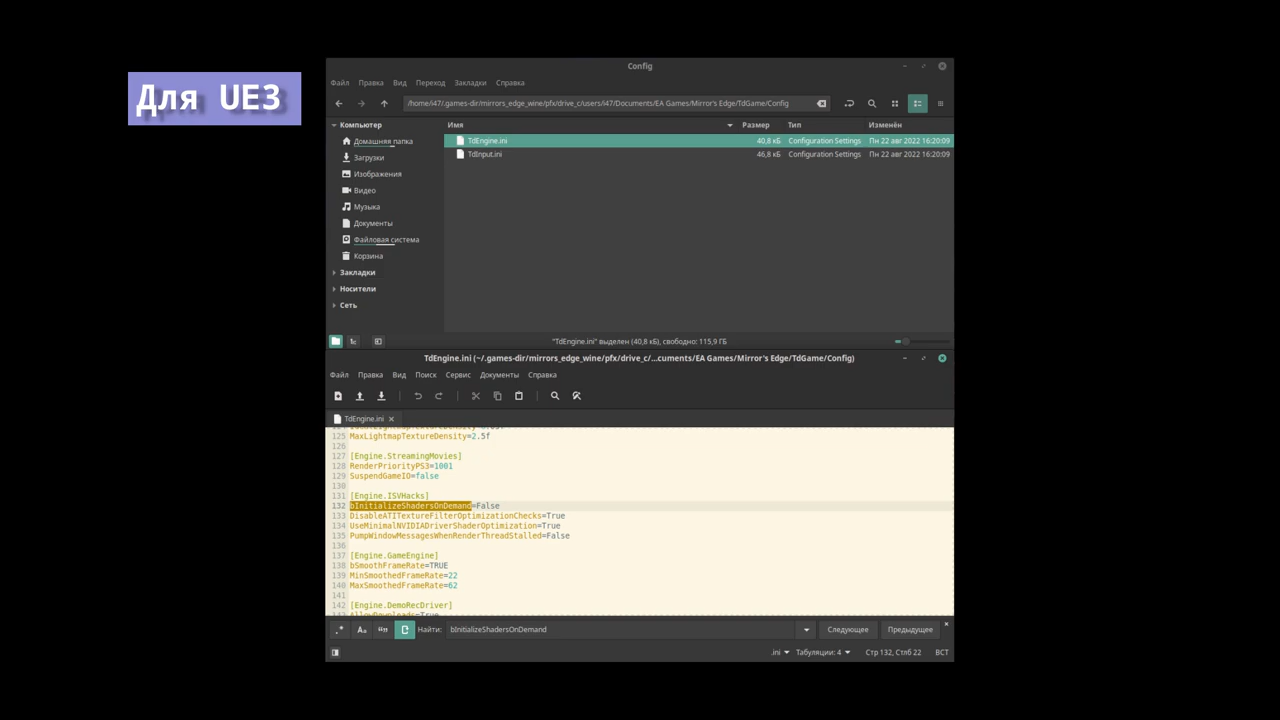 Для UE3
Config
Файл Правка Вид Переход Закладки Справка
/home/i47/.games-dir/mirrors_edge_wine/pfx/drive_c/users/i47/Documents/EA Games/Mirror's Edge/TdGame/Config
Компьютер
Домашняя папка
Загрузки
Изображения
Видео
Музыка
Документы
Файловая система
Корзина
Закладки
Носители
Сеть
Имя Размер Тип Изменён
TdEngine.ini 40,8 кБ Configuration Settings Пн 22 авг 2022 16:20:09
TdInput.ini 46,8 кБ Configuration Settings Пн 22 авг 2022 16:20:09
"TdEngine.ini" выделен (40,8 кБ), свободно: 115,9 ГБ
TdEngine.ini (~/.games-dir/mirrors_edge_wine/pfx/drive_c/...cuments/EA Games/Mirror's Edge/TdGame/Config)
Файл Правка Вид Поиск Сервис Документы Справка
TdEngine.ini
125 MaxLightmapTextureDensity=2.5f
126
127 [Engine.StreamingMovies]
128 RenderPriorityPS3=1001
129 SuspendGameIO=false
130
131 [Engine.ISVHacks]
132 bInitializeShadersOnDemand=False
133 DisableATITextureFilterOptimizationChecks=True
134 UseMinimalNVIDIADriverShaderOptimization=True
135 PumpWindowMessagesWhenRenderThreadStalled=False
136
137 [Engine.GameEngine]
138 bSmoothFrameRate=TRUE
139 MinSmoothedFrameRate=22
140 MaxSmoothedFrameRate=62
141
142 [Engine.DemoRecDriver]
.* Aa Найти: bInitializeShadersOnDemand Следующее Предыдущее
.ini Табуляции: 4 Стр 132, Стлб 22 ВСТ